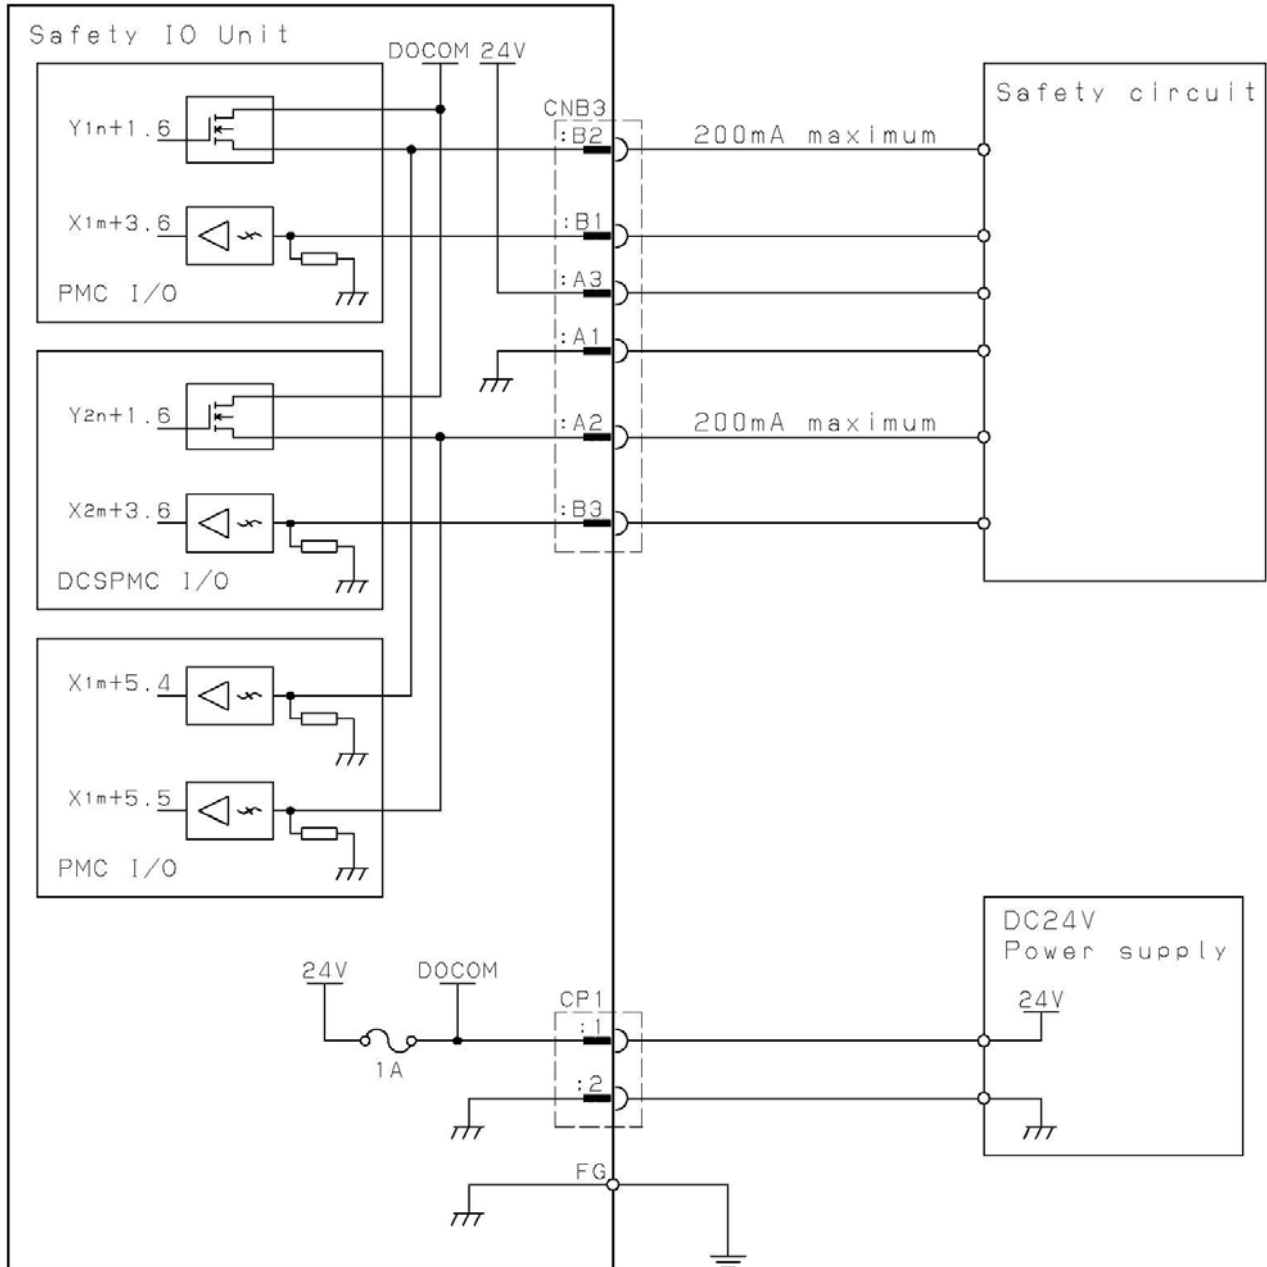 Safety IO Unit
DOCOM 24V
Y1n+1.6
CNB3
:B2
200mA maximum
Safety circuit
X1m+3.6
:B1
PMC I/O
:A3
:A1
Y2n+1.6
:A2
200mA maximum
X2m+3.6
:B3
DCSPMC I/O
X1m+5.4
X1m+5.5
PMC I/O
24V
DOCOM
1A
CP1
:1
:2
FG
DC24V
Power supply
24V